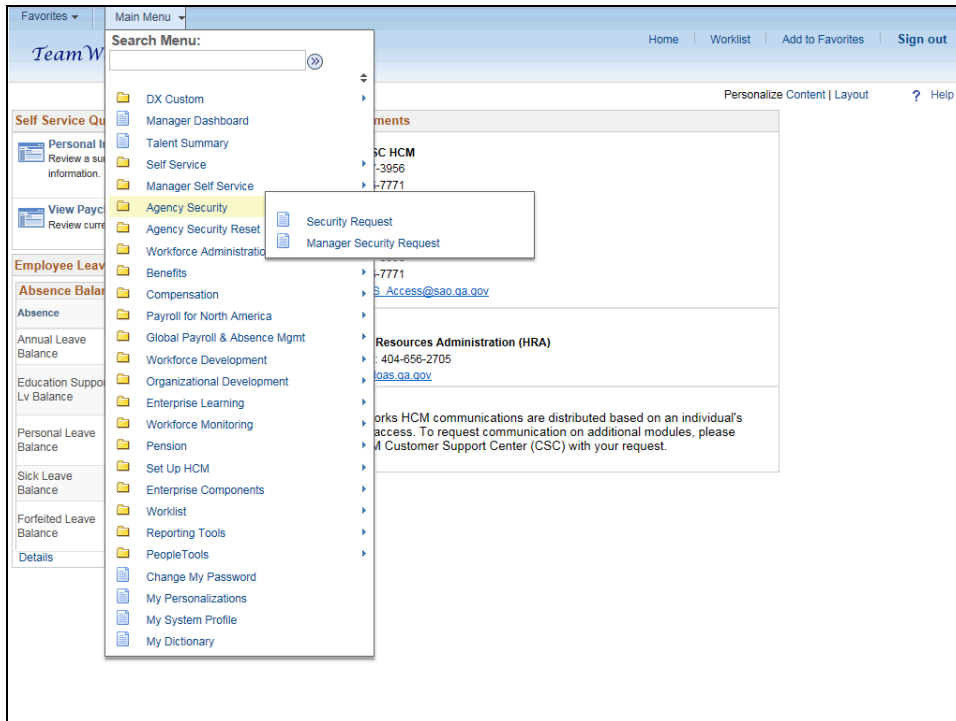 Favorites Main Menu
TeamW
Home Worklist Add to Favorites Sign out
Search Menu:
Personalize Content | Layout ? Help
Self Service Qu
Personal I
Review a su
information.
View Payc
Review curre
Employee Leav
Absence Balar
Absence
Annual Leave
Balance
Education Suppor
Lv Balance
Personal Leave
Balance
Sick Leave
Balance
Forfeited Leave
Balance
Details
DX Custom
Manager Dashboard
Talent Summary
Self Service
Manager Self Service
Agency Security
Agency Security Reset
Workforce Administratio
Benefits
Compensation
Payroll for North America
Global Payroll & Absence Mgmt
Workforce Development
Organizational Development
Enterprise Learning
Workforce Monitoring
Pension
Set Up HCM
Enterprise Components
Worklist
Reporting Tools
PeopleTools
Change My Password
My Personalizations
My System Profile
My Dictionary
Security Request
Manager Security Request
ments
SC HCM
-3956
-7771
-7771
S_Access@sao.ga.gov
Resources Administration (HRA)
: 404-656-2705
loas.ga.gov
orks HCM communications are distributed based on an individual's
access. To request communication on additional modules, please
M Customer Support Center (CSC) with your request.